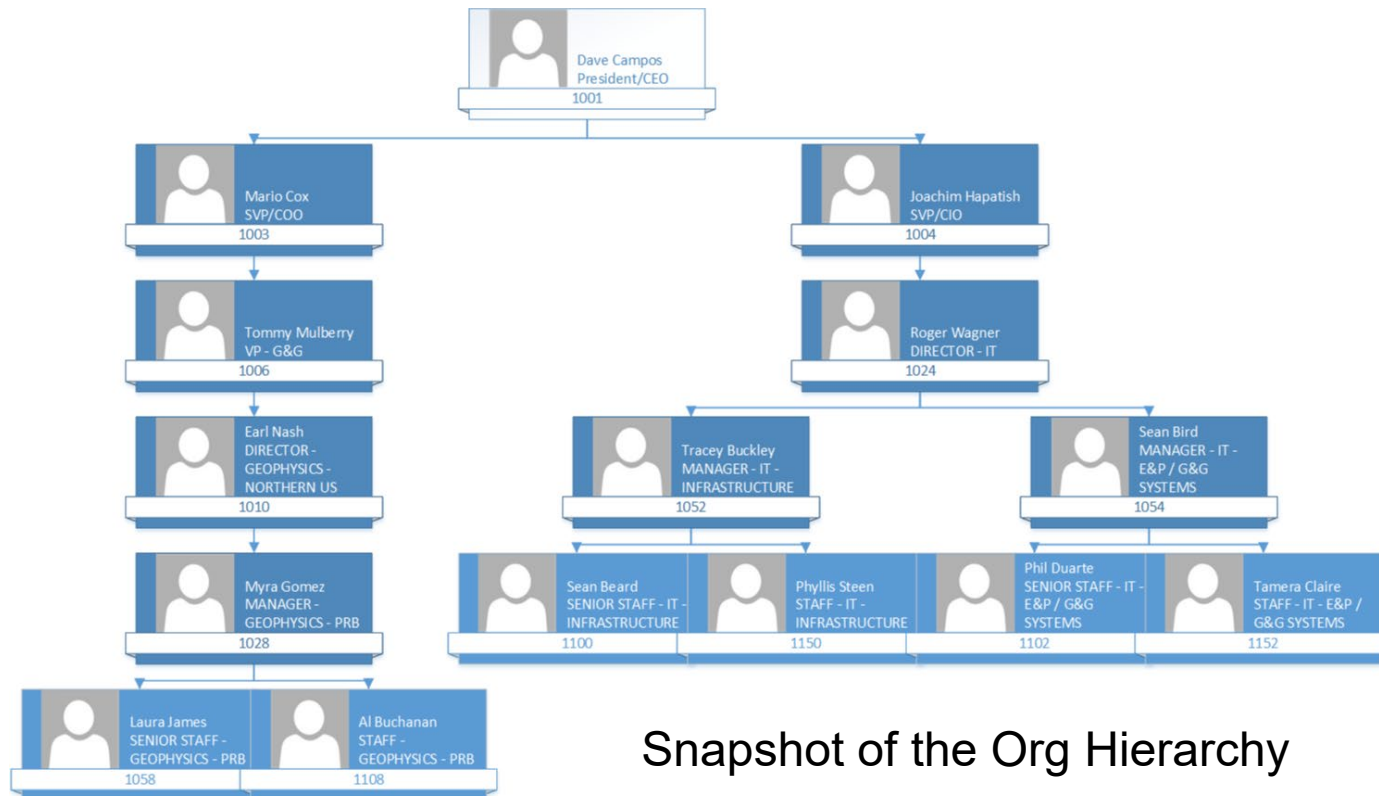 Dave Campos
President/CEO
1001
Mario Cox
SVP/COO
1003
Joachim Hapatish
SVP/CIO
1004
Tommy Mulberry
VP - G&G
1006
Roger Wagner
DIRECTOR - IT
1024
Earl Nash
DIRECTOR -
GEOPHYSICS -
NORTHERN US
1010
Tracey Buckley
MANAGER - IT -
INFRASTRUCTURE
1052
Sean Bird
MANAGER - IT -
E&P / G&G
SYSTEMS
1054
Myra Gomez
MANAGER -
GEOPHYSICS - PRB
1028
Sean Beard
SENIOR STAFF - IT -
INFRASTRUCTURE
1100
Phyllis Steen
STAFF - IT -
INFRASTRUCTURE
1150
Phil Duarte
SENIOR STAFF - IT -
E&P / G&G
SYSTEMS
1102
Tamera Claire
STAFF - IT - E&P /
G&G SYSTEMS
1152
Laura James
SENIOR STAFF -
GEOPHYSICS - PRB
1058
Al Buchanan
STAFF -
GEOPHYSICS - PRB
1108
Snapshot of the Org Hierarchy